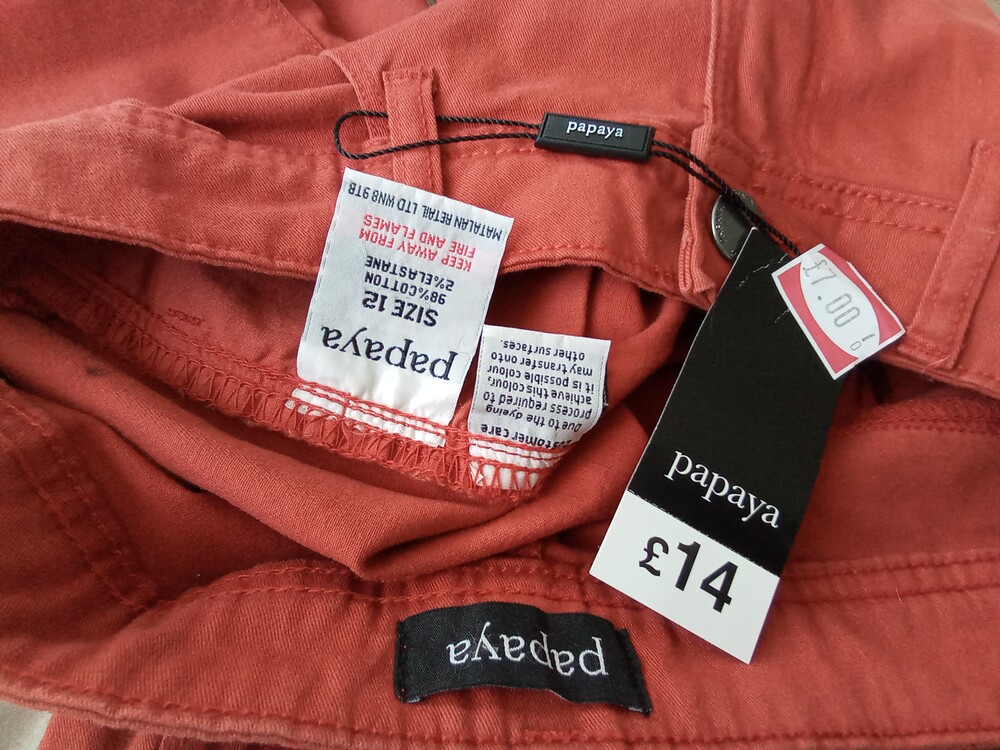 papaya
papaya
SIZE 12
98%COTTON
2%ELASTANE
KEEP AWAY FROM
FIRE AND FLAMES
MATALAN RETAIL LTD WN8 9TB
customer care
Due to the dyeing
process required to
achieve this colour,
it is possible colour
may transfer onto
other surfaces.
£7.00
papaya
£14
papaya